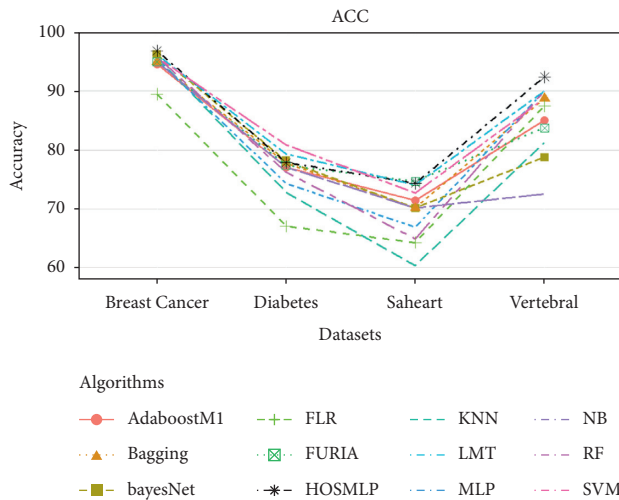 ACC
100
90
80
70
60
Accuracy
Breast Cancer Diabetes Saheart Vertebral
Datasets
Algorithms
AdaboostM1 FLR KNN NB
Bagging FURIA LMT RF
bayesNet HOSMLP MLP SVM